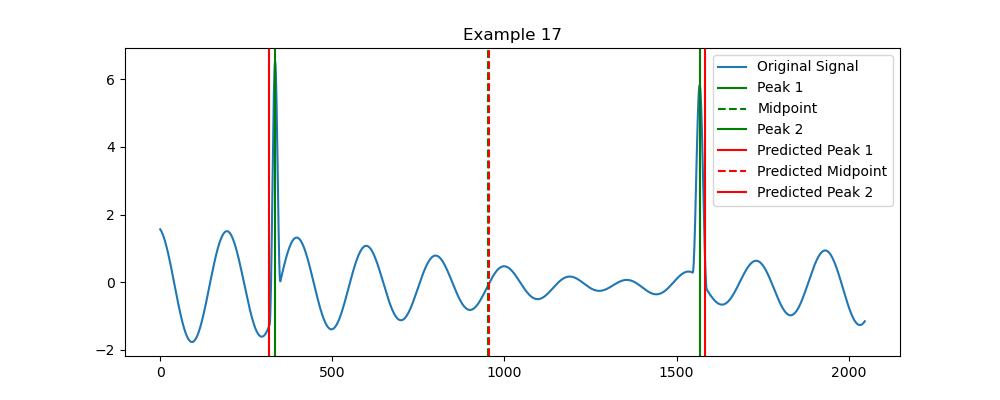 Example 17
6
4
2
0
−2
0
500
1000
1500
2000
Original Signal
Peak 1
Midpoint
Peak 2
Predicted Peak 1
Predicted Midpoint
Predicted Peak 2